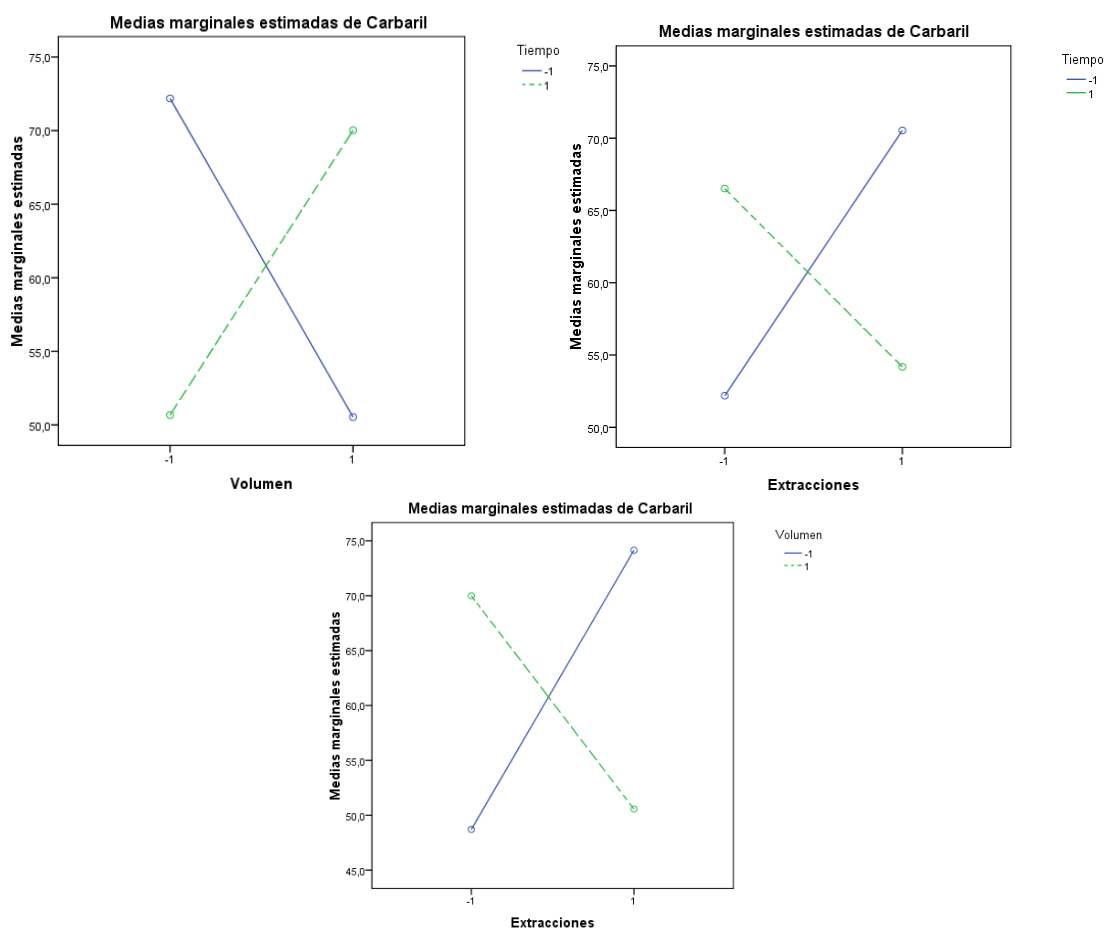 Medias marginales estimadas de Carbaril
Medias marginales estimadas
75,0
70,0
65,0
60,0
55,0
50,0
-1
1
Volumen
Tiempo
-1
1
Medias marginales estimadas de Carbaril
Medias marginales estimadas
75,0
70,0
65,0
60,0
55,0
50,0
-1
1
Extracciones
Tiempo
-1
1
Medias marginales estimadas de Carbaril
Medias marginales estimadas
75,0
70,0
65,0
60,0
55,0
50,0
45,0
-1
1
Extracciones
Volumen
-1
1